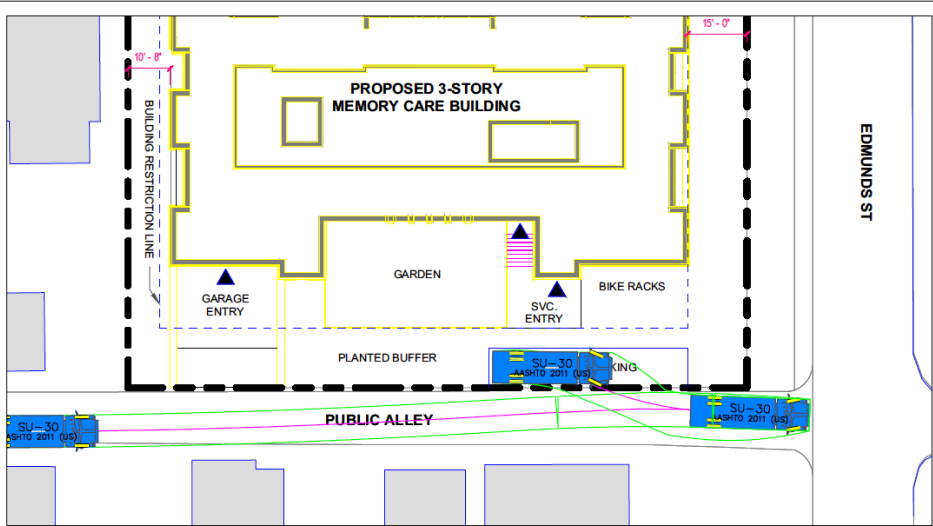 15' - 0"
10' - 8"
PROPOSED 3-STORY
MEMORY CARE BUILDING
BUILDING RESTRICTION LINE
EDMUNDS ST
GARDEN
GARAGE
ENTRY
SVC.
ENTRY
BIKE RACKS
PLANTED BUFFER
SU-30
AASHTO 2011 (US)
KING
PUBLIC ALLEY
SU-30
AASHTO 2011 (US)
SU-30
AASHTO 2011 (US)